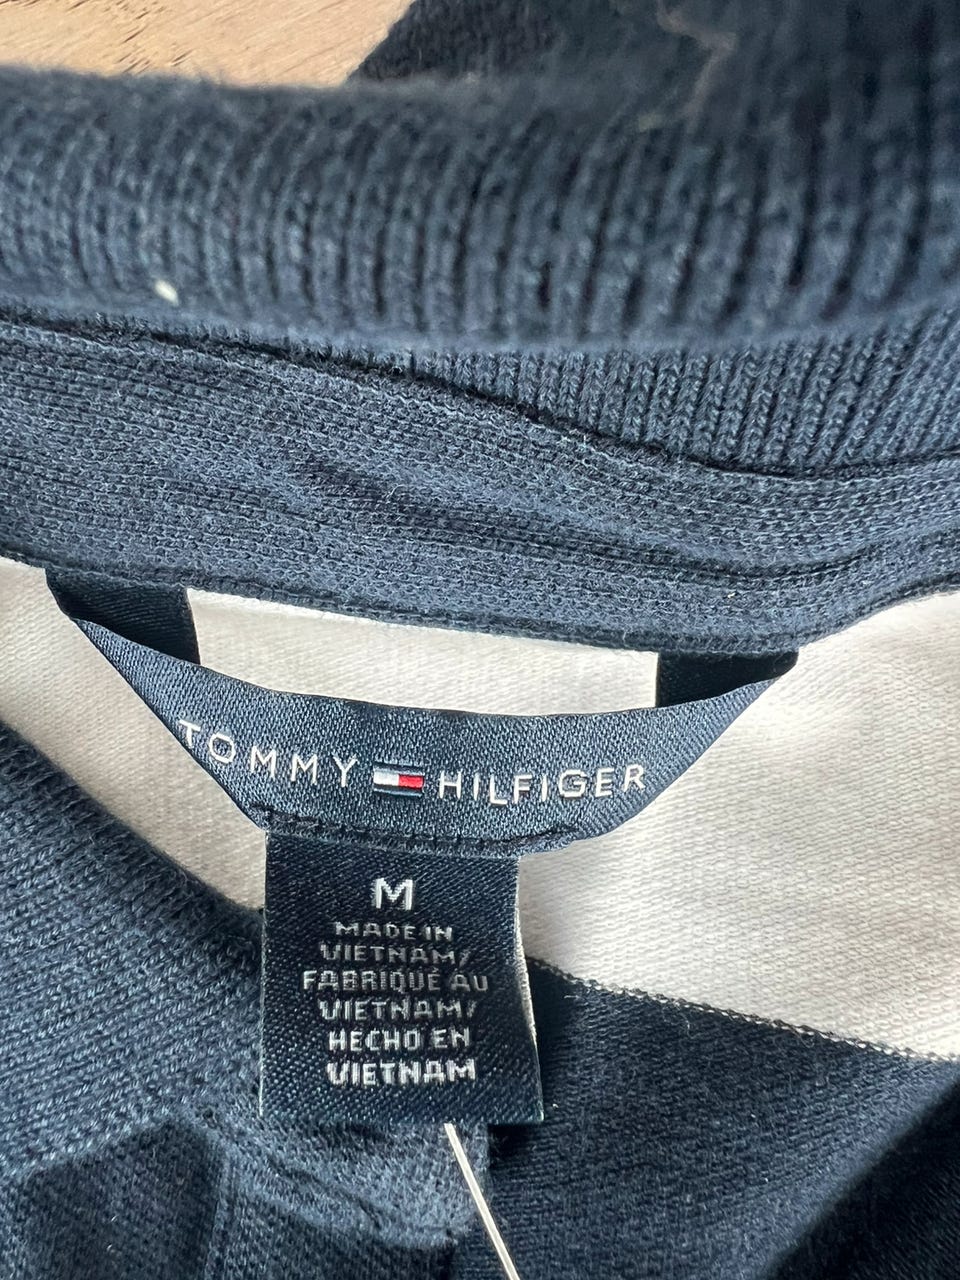 TOMMY HILFIGER
M
MADE IN
VIETNAM/
FABRIQUÉ AU
VIETNAM/
HECHO EN
VIETNAM